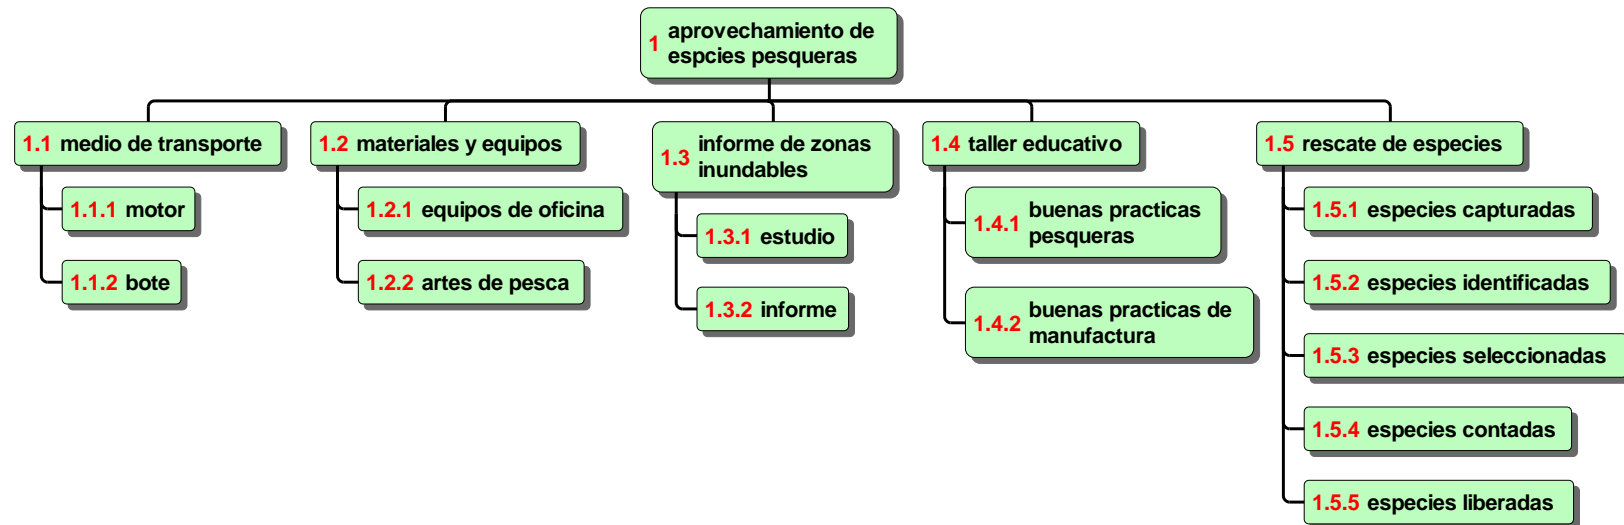 1 aprovechamiento de
espcies pesqueras
1.1 medio de transporte
1.1.1 motor
1.1.2 bote
1.2 materiales y equipos
1.2.1 equipos de oficina
1.2.2 artes de pesca
1.3 informe de zonas
inundables
1.3.1 estudio
1.3.2 informe
1.4 taller educativo
1.4.1 buenas practicas
pesqueras
1.4.2 buenas practicas de
manufactura
1.5 rescate de especies
1.5.1 especies capturadas
1.5.2 especies identificadas
1.5.3 especies seleccionadas
1.5.4 especies contadas
1.5.5 especies liberadas